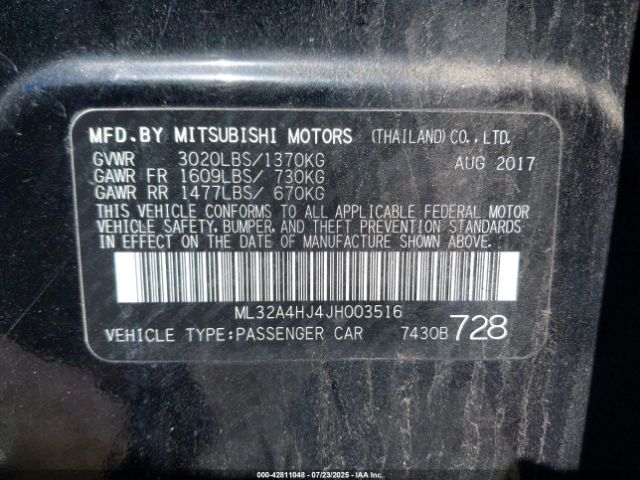 MFD.BY MITSUBISHI MOTORS (THAILAND)CO.,LTD.
GVWR 3020LBS/1370KG AUG 2017
GAWR FR 1609LBS/ 730KG
GAWR RR 1477LBS/ 670KG
THIS VEHICLE CONFORMS TO ALL APPLICABLE FEDERAL MOTOR
VEHICLE SAFETY, BUMPER, AND THEFT PREVENTION STANDARDS
IN EFFECT ON THE DATE OF MANUFACTURE SHOWN ABOVE.
ML32A4HJ4JH003516
VEHICLE TYPE:PASSENGER CAR 7430B 728
000-42811048 - 07/23/2025 - IAA Inc.